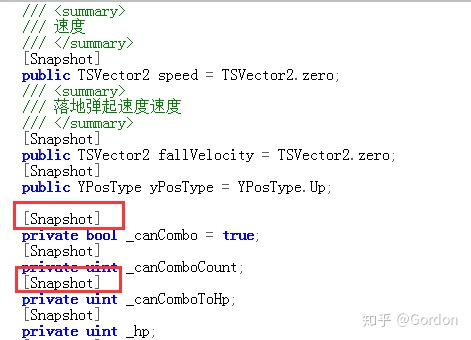 /// <summary>
/// 速度
/// </summary>
[Snapshot]
public TSVector2 speed = TSVector2.zero;
/// <summary>
/// 落地弹起速度速度
/// </summary>
[Snapshot]
public TSVector2 fallVelocity = TSVector2.zero;
[Snapshot]
public YPosType yPosType = YPosType.Up;
[Snapshot]
private bool _canCombo = true;
[Snapshot]
private uint _canComboCount;
[Snapshot]
private uint _canComboToHp;
[Snapshot]
private uint _hp;
知乎 @Gordon